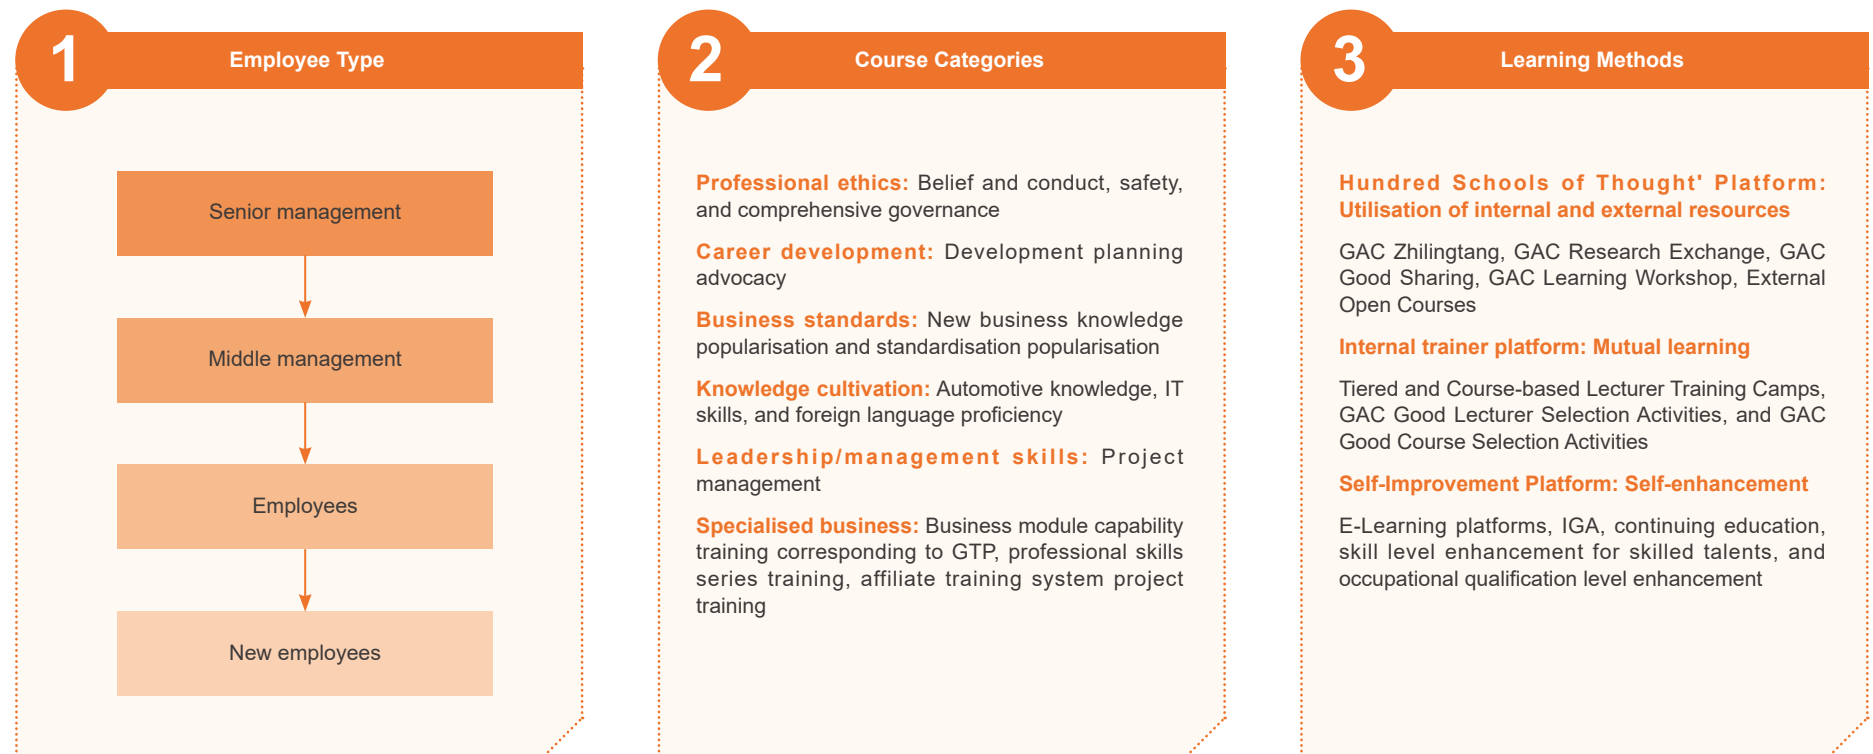 1
Employee Type
Senior management
Middle management
Employees
New employees
2
Course Categories
Professional ethics: Belief and conduct, safety,
and comprehensive governance
Career development: Development planning
advocacy
Business standards: New business knowledge
popularisation and standardisation popularisation
Knowledge cultivation: Automotive knowledge, IT
skills, and foreign language proficiency
Leadership/management skills: Project
management
Specialised business: Business module capability
training corresponding to GTP, professional skills
series training, affiliate training system project
training
3
Learning Methods
Hundred Schools of Thought' Platform:
Utilisation of internal and external resources
GAC Zhilingtang, GAC Research Exchange, GAC
Good Sharing, GAC Learning Workshop, External
Open Courses
Internal trainer platform: Mutual learning
Tiered and Course-based Lecturer Training Camps,
GAC Good Lecturer Selection Activities, and GAC
Good Course Selection Activities
Self-Improvement Platform: Self-enhancement
E-Learning platforms, IGA, continuing education,
skill level enhancement for skilled talents, and
occupational qualification level enhancement